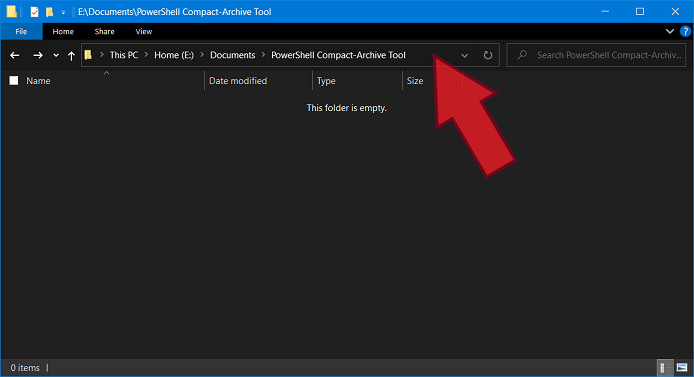 E:\Documents\PowerShell Compact-Archive Tool
File Home Share View
This PC Home (E:) Documents PowerShell Compact-Archive Tool Search PowerShell Compact-Archiv...
Name Date modified Type Size
This folder is empty.
0 items